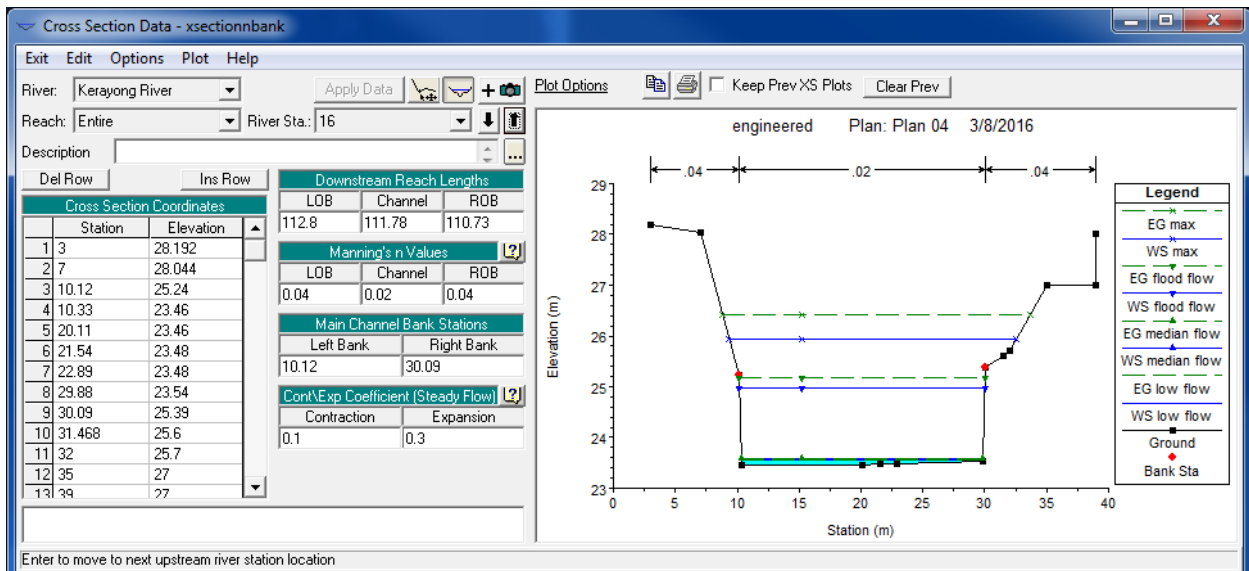 Cross Section Data - xsectionnbank
Exit Edit Options Plot Help
River: Kerayong River Apply Data Plot Options Keep Prev XS Plots Clear Prev
Reach: Entire River Sta.: 16
Description ...
Del Row Ins Row
Cross Section Coordinates
Station Elevation
1 3 28.192
2 7 28.044
3 10.12 25.24
4 10.33 23.46
5 20.11 23.46
6 21.54 23.48
7 22.89 23.48
8 29.88 23.54
9 30.09 25.39
10 31.468 25.6
11 32 25.7
12 35 27
13 39 27
Downstream Reach Lengths
LOB Channel ROB
112.8 111.78 110.73
Manning's n Values
LOB Channel ROB
0.04 0.02 0.04
Main Channel Bank Stations
Left Bank Right Bank
10.12 30.09
Cont\Exp Coefficient (Steady Flow)
Contraction Expansion
0.1 0.3
engineered Plan: Plan 04 3/8/2016
.04 .02 .04
29
28
27
26
25
24
23
Elevation (m)
0 5 10 15 20 25 30 35 40
Station (m)
Legend
EG max
WS max
EG flood flow
WS flood flow
EG median flow
WS median flow
EG low flow
WS low flow
Ground
Bank Sta
Enter to move to next upstream river station location